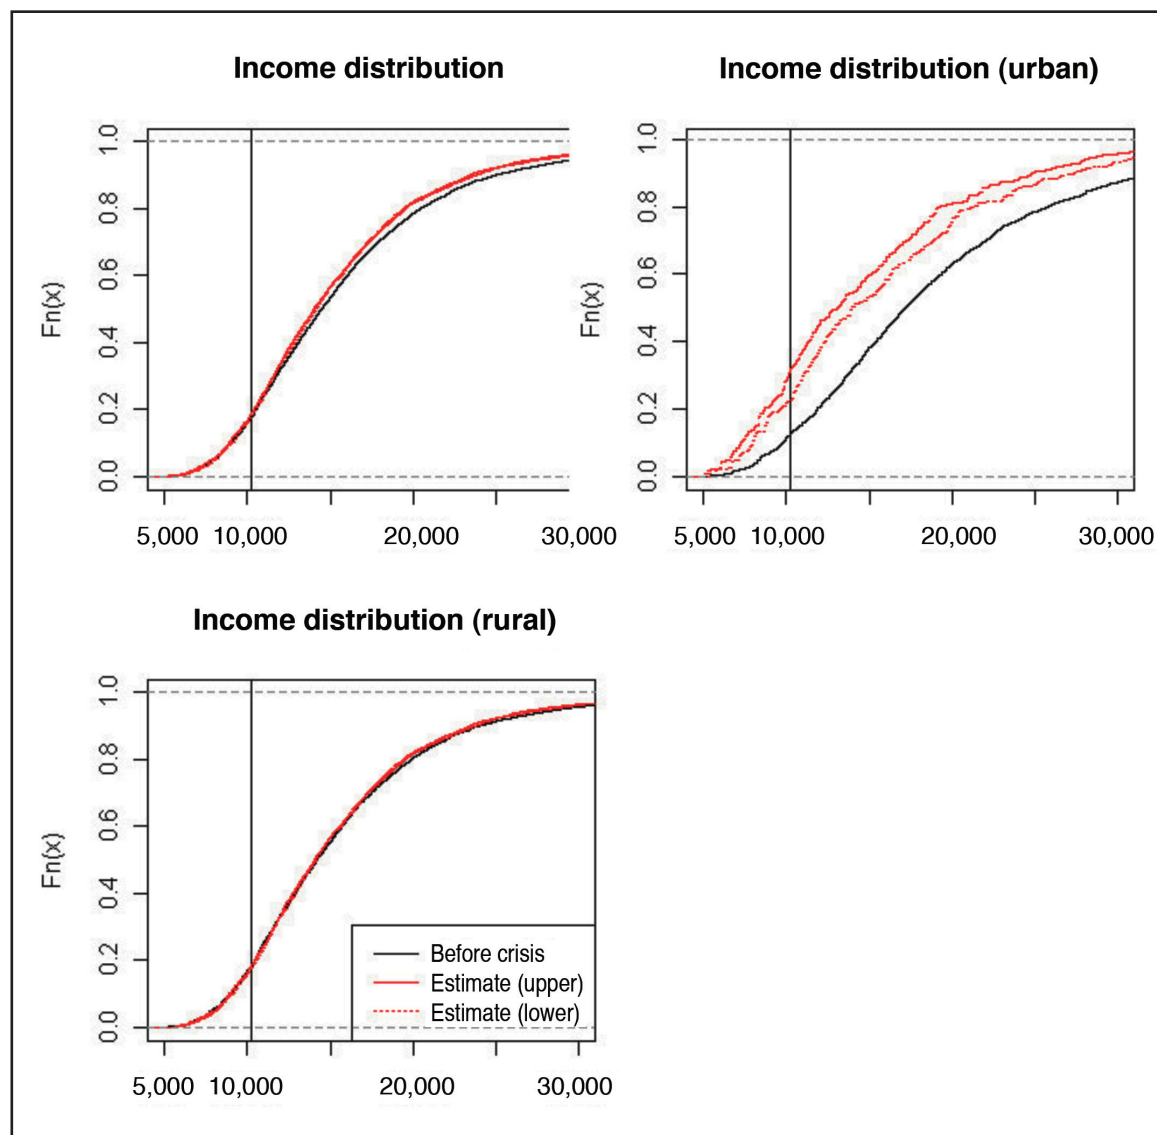 Income distribution
Fn(x)
1.0
0.8
0.6
0.4
0.2
0.0
5,000 10,000 20,000 30,000
Income distribution (urban)
Fn(x)
1.0
0.8
0.6
0.4
0.2
0.0
5,000 10,000 20,000 30,000
Income distribution (rural)
Fn(x)
1.0
0.8
0.6
0.4
0.2
0.0
Before crisis
Estimate (upper)
Estimate (lower)
5,000 10,000 20,000 30,000